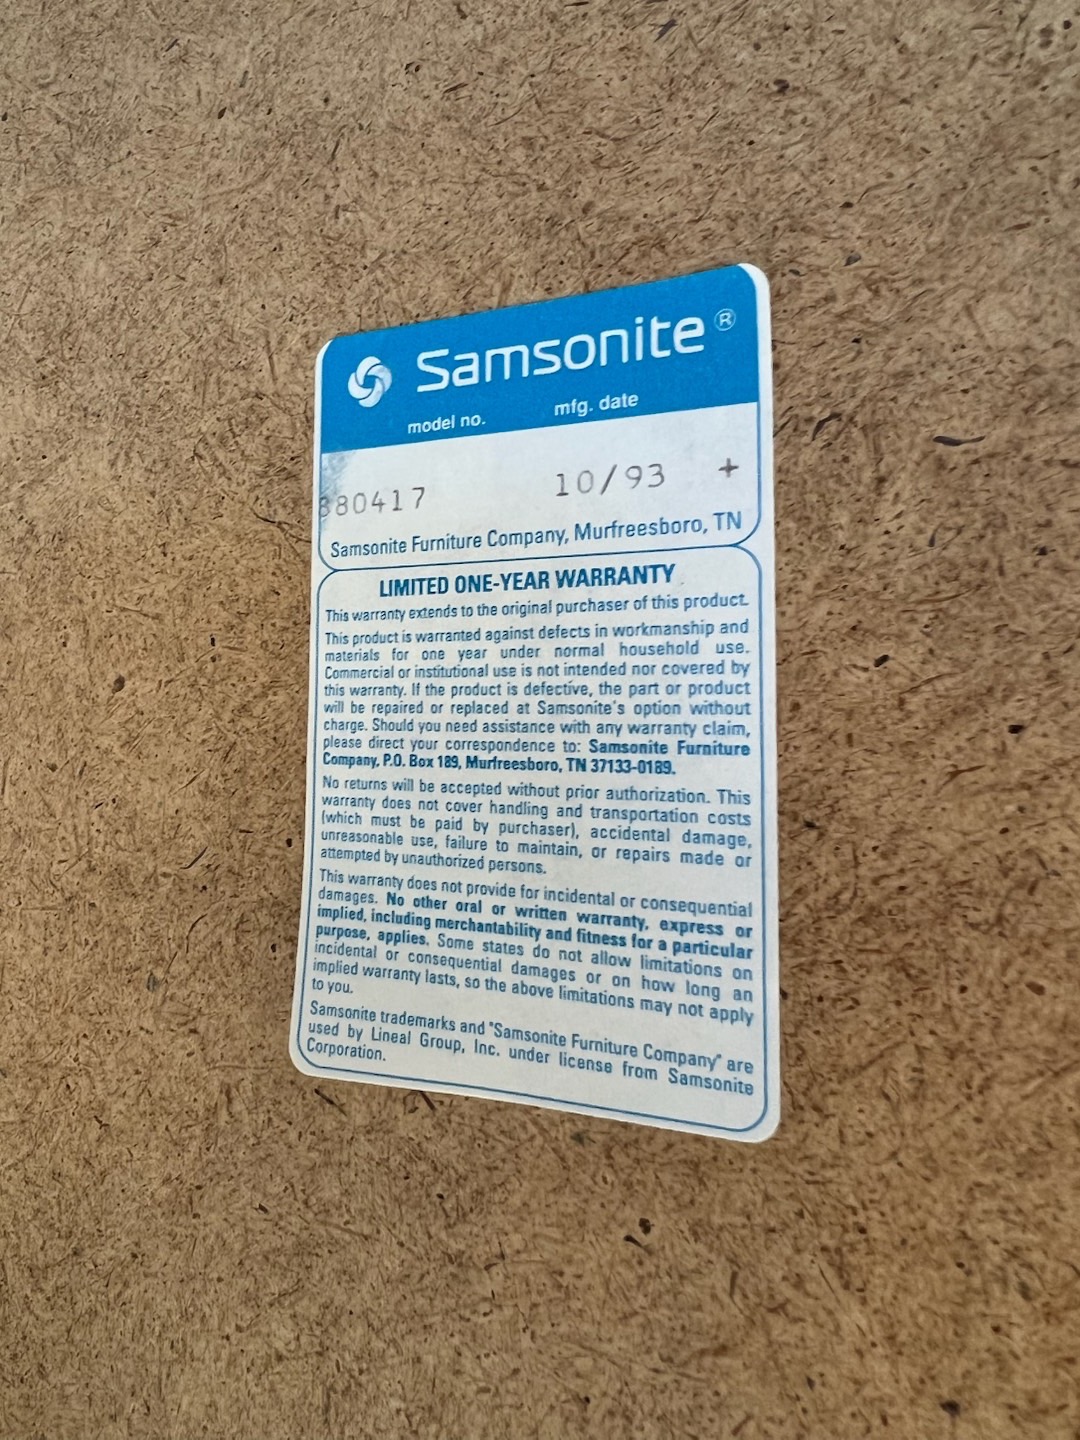 Samsonite®
model no. mfg. date
880417 10/93 +
Samsonite Furniture Company, Murfreesboro, TN
LIMITED ONE-YEAR WARRANTY
This warranty extends to the original purchaser of this product.
This product is warranted against defects in workmanship and
materials for one year under normal household use.
Commercial or institutional use is not intended nor covered by
this warranty. If the product is defective, the part or product
will be repaired or replaced at Samsonite's option without
charge. Should you need assistance with any warranty claim,
please direct your correspondence to: Samsonite Furniture
Company, P.O. Box 189, Murfreesboro, TN 37133-0189.
No returns will be accepted without prior authorization. This
warranty does not cover handling and transportation costs
(which must be paid by purchaser), accidental damage,
unreasonable use, failure to maintain, or repairs made or
attempted by unauthorized persons.
This warranty does not provide for incidental or consequential
damages. No other oral or written warranty, express or
implied, including merchantability and fitness for a particular
purpose, applies. Some states do not allow limitations on
incidental or consequential damages or on how long an
implied warranty lasts, so the above limitations may not apply
to you.
Samsonite trademarks and "Samsonite Furniture Company" are
used by Lineal Group, Inc. under license from Samsonite
Corporation.